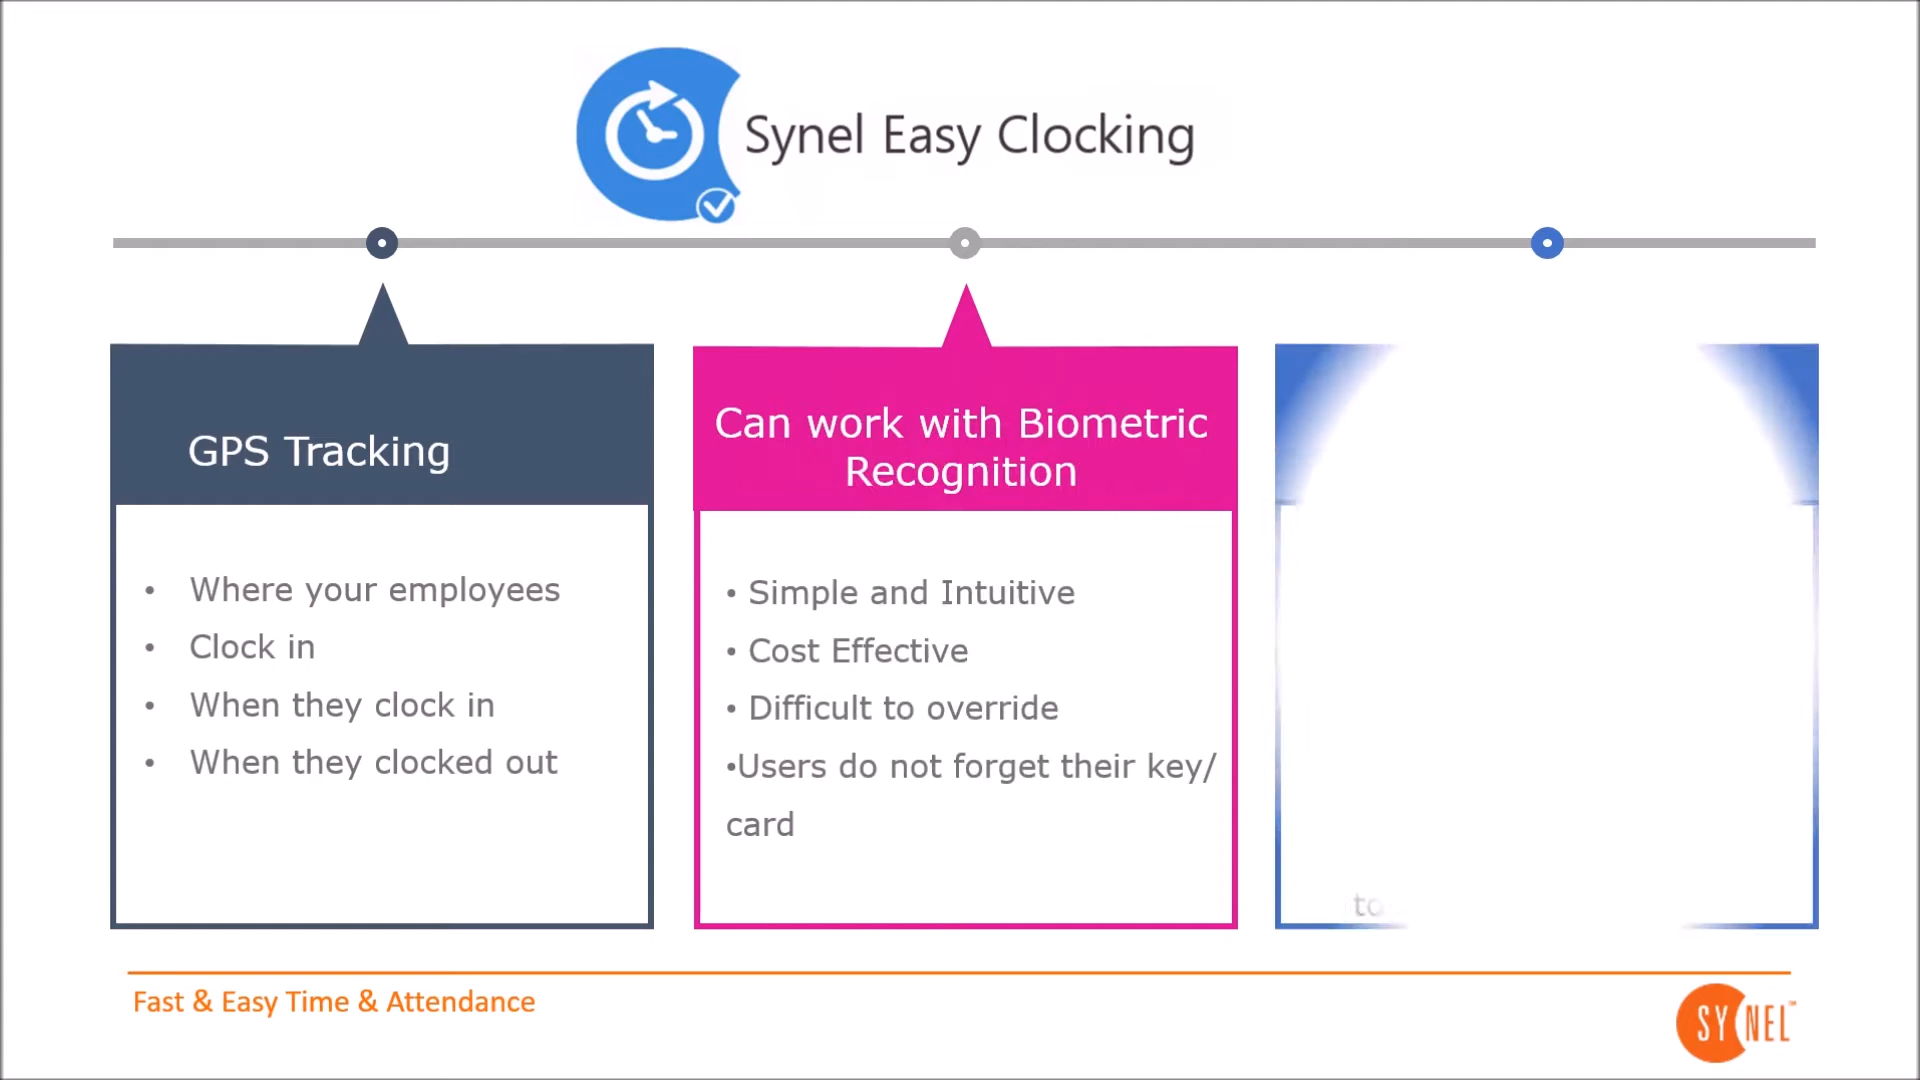 Synel Easy Clocking
GPS Tracking
• Where your employees
• Clock in
• When they clock in
• When they clocked out
Can work with Biometric
Recognition
• Simple and Intuitive
• Cost Effective
• Difficult to override
•Users do not forget their key/
card
to
Fast & Easy Time & Attendance
SYNEL™